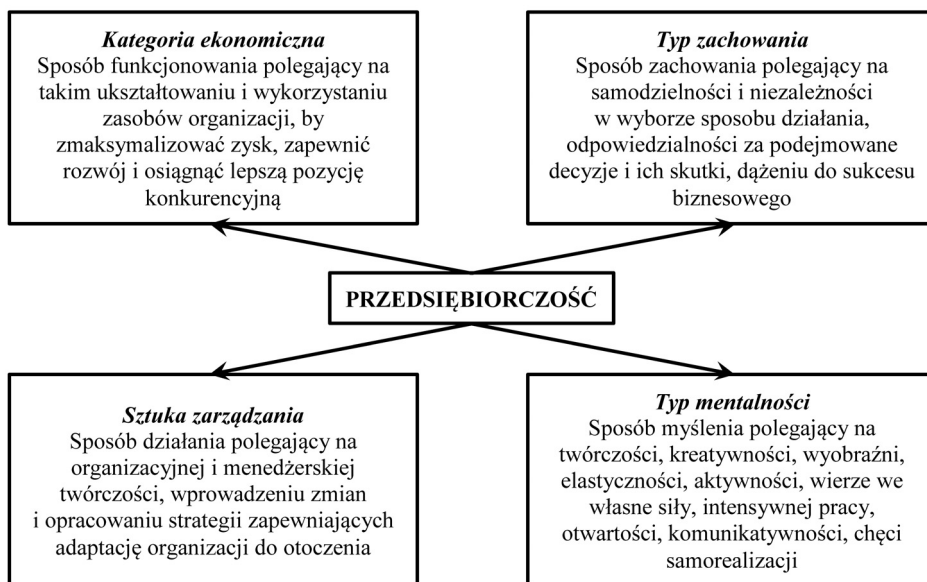 Kategoria ekonomiczna
Sposób funkcjonowania polegający na
takim ukształtowaniu i wykorzystaniu
zasobów organizacji, by
zmaksymalizować zysk, zapewnić
rozwój i osiągnąć lepszą pozycję
konkurencyjną
Typ zachowania
Sposób zachowania polegający na
samodzielności i niezależności
w wyborze sposobu działania,
odpowiedzialności za podejmowane
decyzje i ich skutki, dążeniu do sukcesu
biznesowego
PRZEDSIĘBIORCZOŚĆ
Sztuka zarządzania
Sposób działania polegający na
organizacyjnej i menedżerskiej
twórczości, wprowadzeniu zmian
i opracowaniu strategii zapewniających
adaptację organizacji do otoczenia
Typ mentalności
Sposób myślenia polegający na
twórczości, kreatywności, wyobraźni,
elastyczności, aktywności, wierze we
własne siły, intensywnej pracy,
otwartości, komunikatywności, chęci
samorealizacji